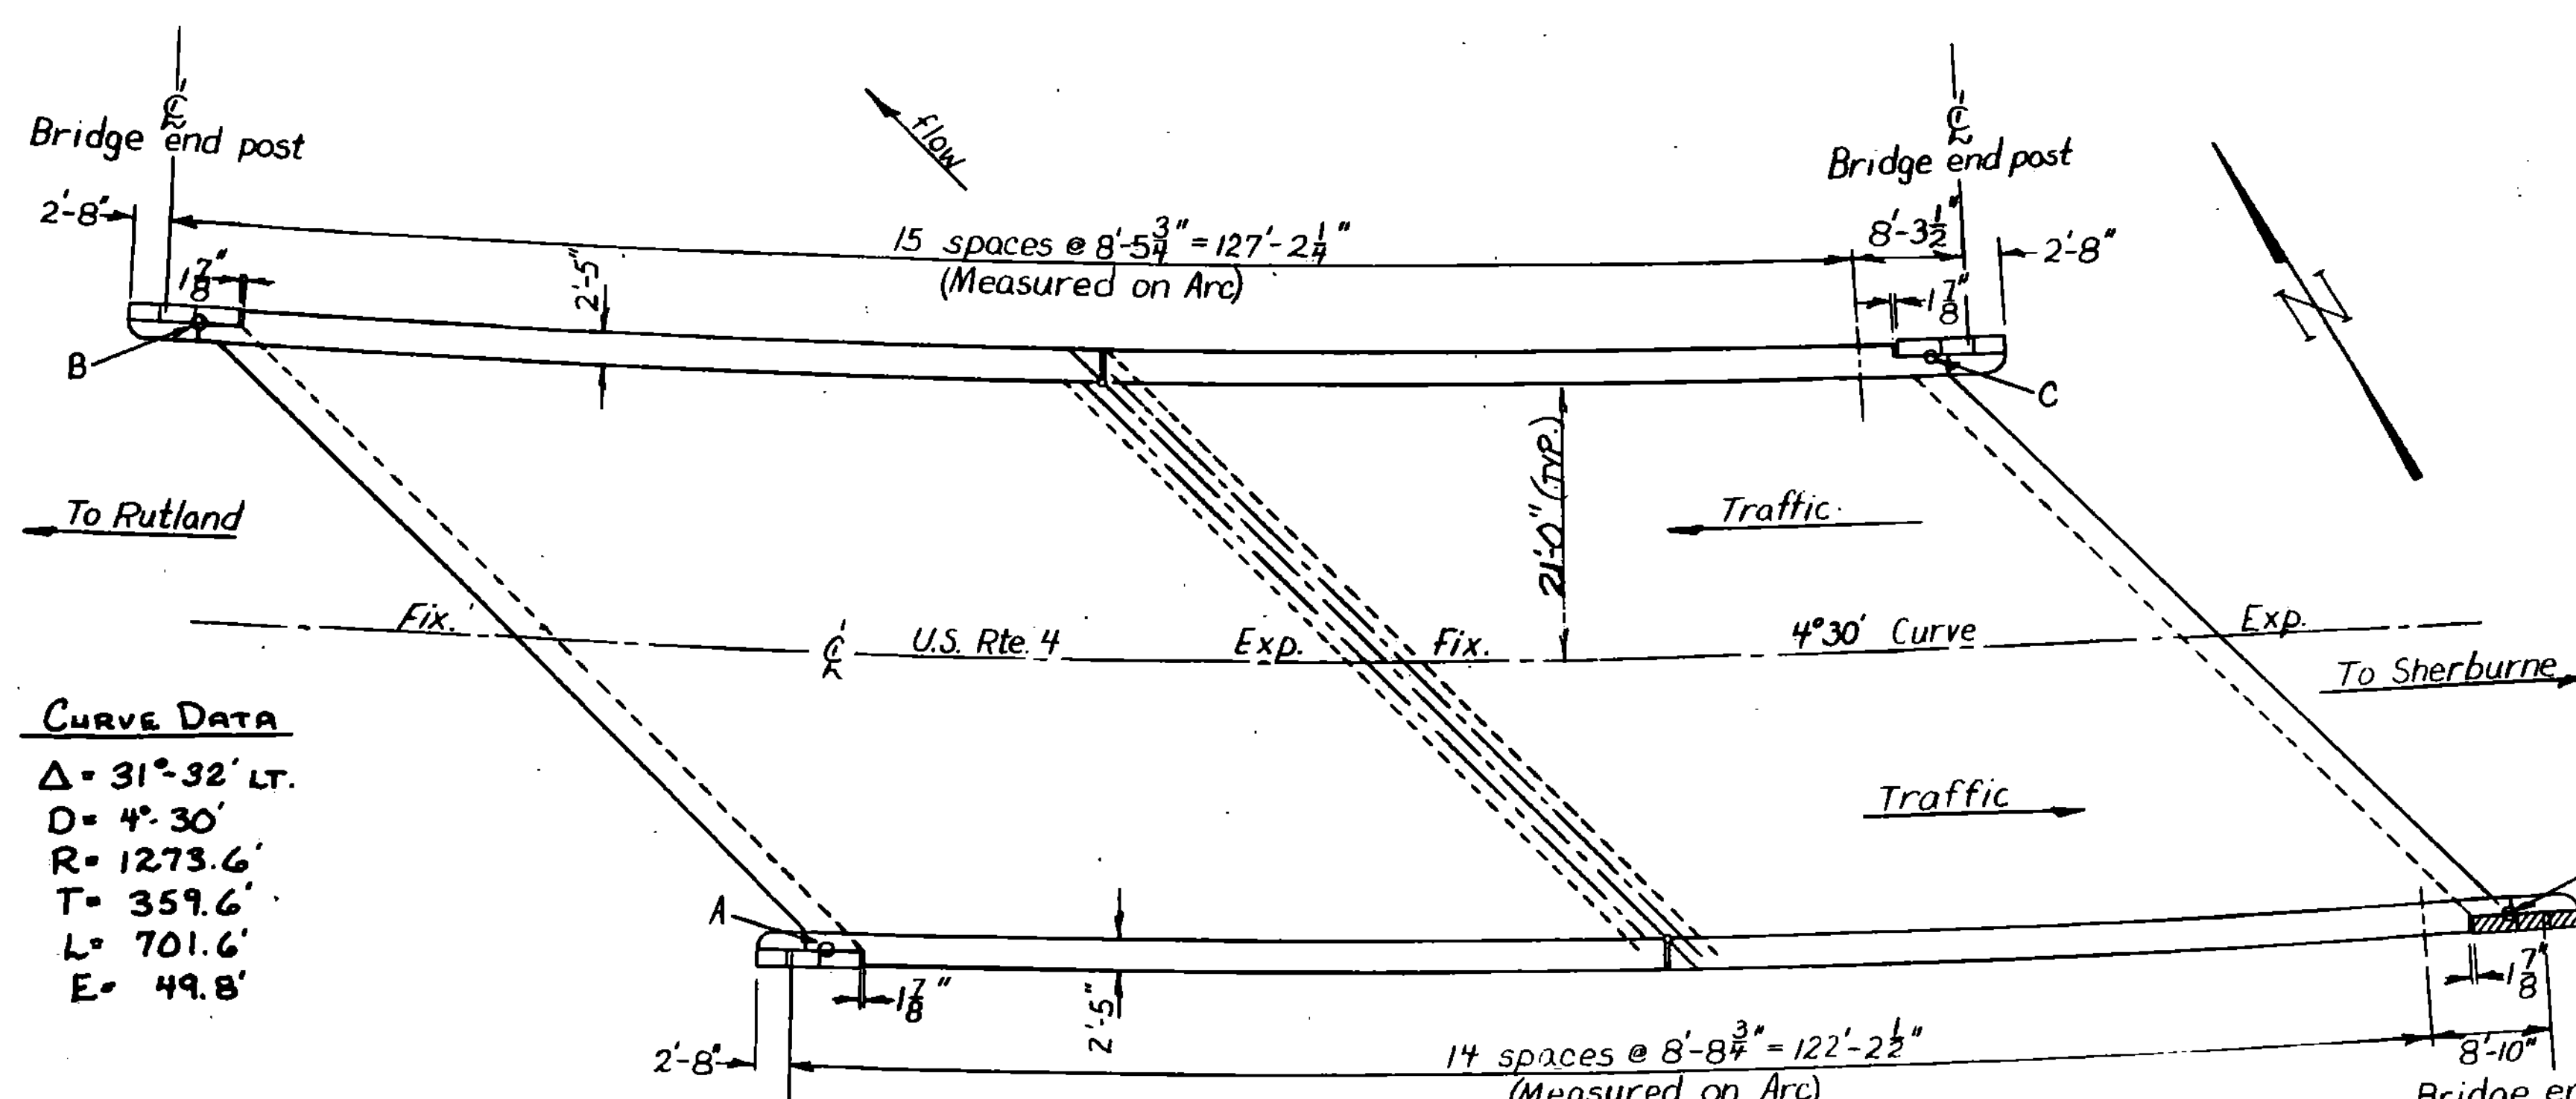 ℄
Bridge end post
2'-8"
1 7/8"
15 spaces @ 8'-5 3/4" = 127'-2 1/4"
(Measured on Arc)
2'-5"
flow
℄
Bridge end post
8'-3 1/2"
2'-8"
1 7/8"
N
B
C
21'-0" (TYP.)
To Rutland
Traffic
Fix.
℄ U.S. Rte. 4
Exp.
Fix.
4°30' Curve
Exp.
To Sherburne
CURVE DATA
Δ = 31°-32' LT.
D = 4°-30'
R = 1273.6'
T = 359.6'
L = 701.6'
E = 49.8'
Traffic
A
1 7/8"
2'-5"
2'-8"
14 spaces @ 8'-8 3/4" = 122'-2 1/2"
(Measured on Arc)
1 7/8"
8'-10"
Bridge en